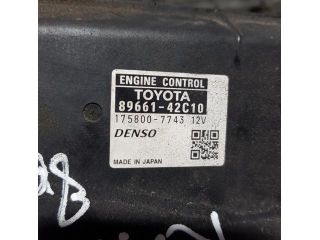 ENGINE CONTROL
TOYOTA
89661-42C10
175800-7743 12V
DENSO
MADE IN JAPAN